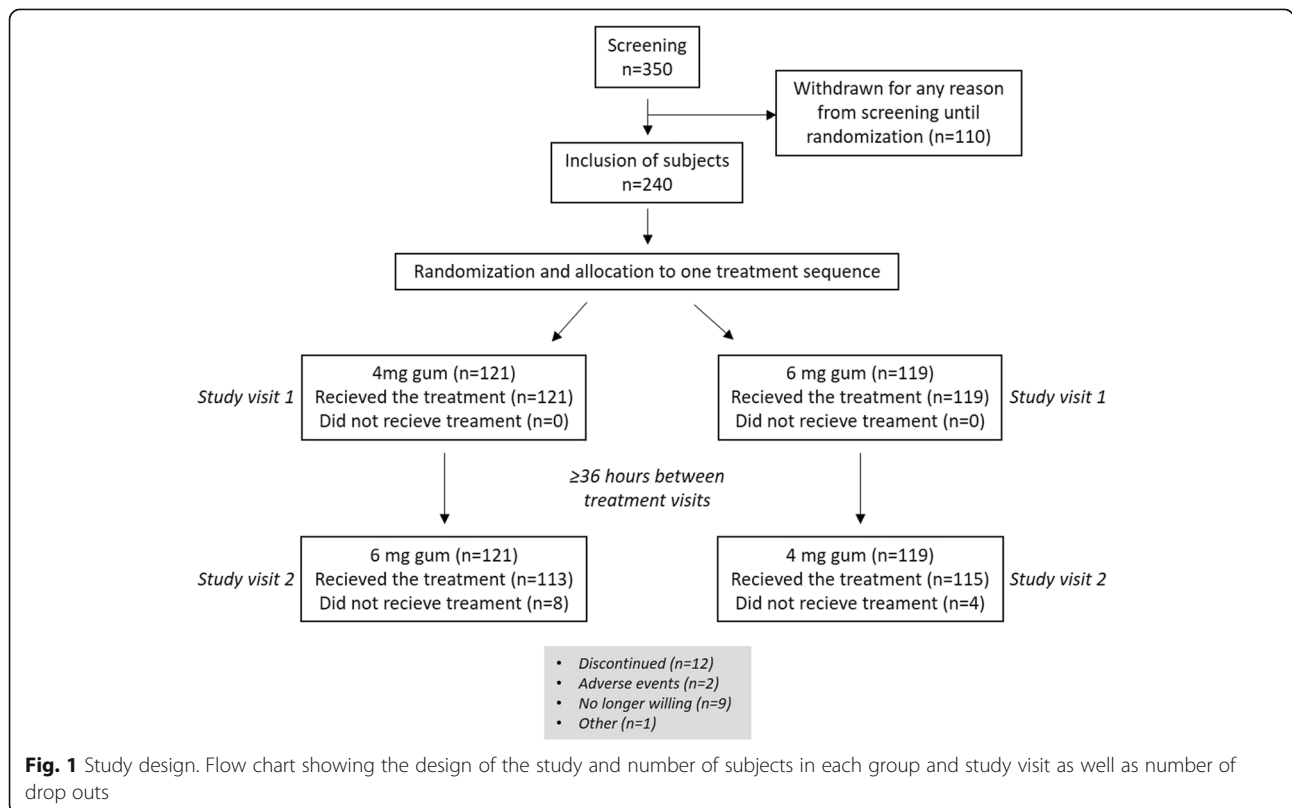 Screening
n=350
Withdrawn for any reason
from screening until
randomization (n=110)
Inclusion of subjects
n=240
Randomization and allocation to one treatment sequence
Study visit 1
4mg gum (n=121)
Recieved the treatment (n=121)
Did not recieve treament (n=0)
6 mg gum (n=119)
Recieved the treatment (n=119)
Did not recieve treament (n=0)
Study visit 1
≥36 hours between
treatment visits
Study visit 2
6 mg gum (n=121)
Recieved the treatment (n=113)
Did not recieve treament (n=8)
4 mg gum (n=119)
Recieved the treatment (n=115)
Did not recieve treament (n=4)
Study visit 2
• Discontinued (n=12)
• Adverse events (n=2)
• No longer willing (n=9)
• Other (n=1)
Fig. 1 Study design. Flow chart showing the design of the study and number of subjects in each group and study visit as well as number of
drop outs